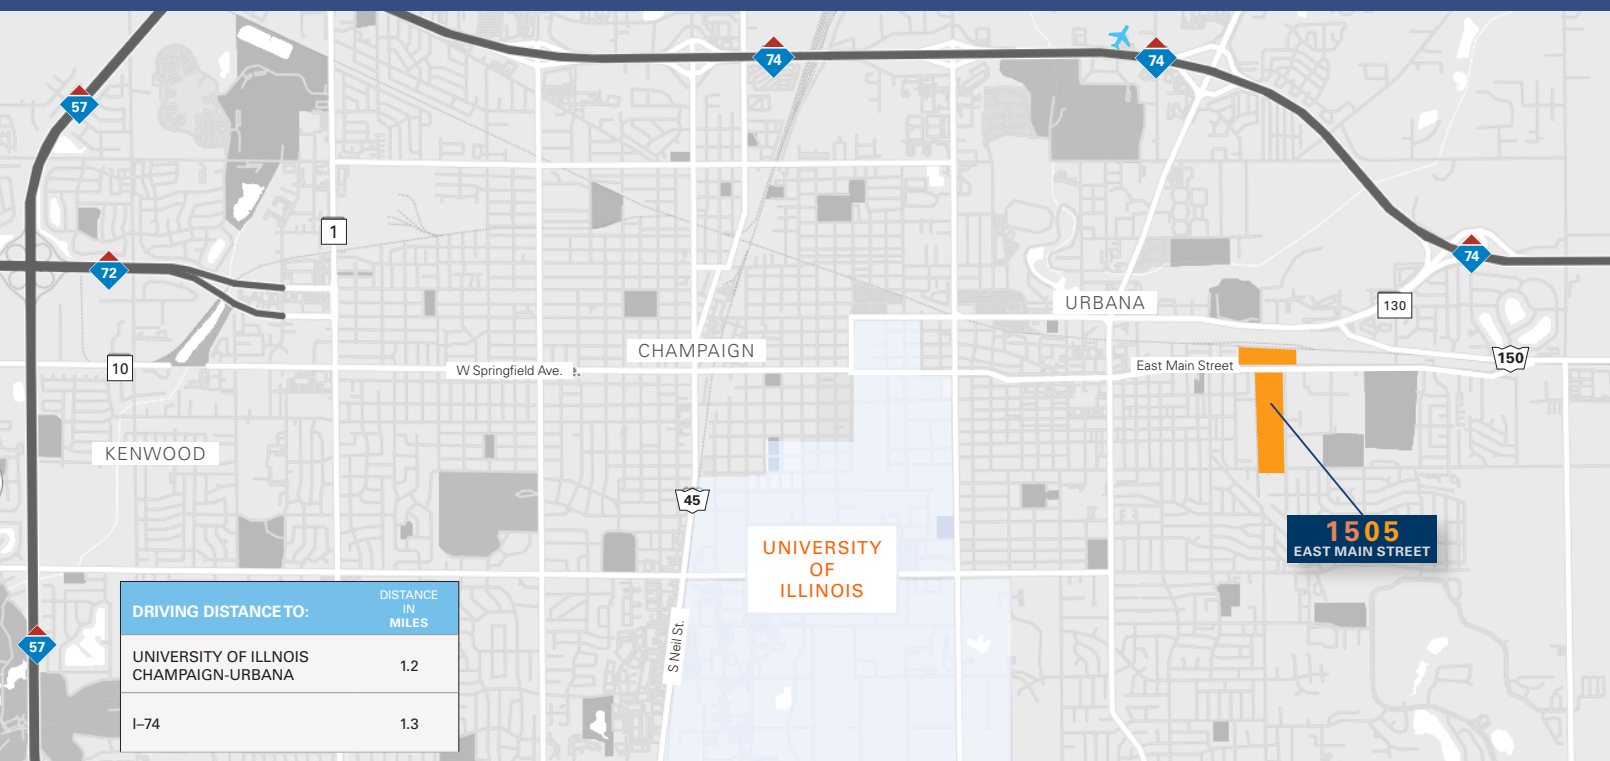 74
74
57
1
72
74
URBANA
130
CHAMPAIGN
150
10
W Springfield Ave.
East Main Street
KENWOOD
45
1505
EAST MAIN STREET
UNIVERSITY
OF
ILLINOIS
S Neil St.
57
DRIVING DISTANCE TO:
DISTANCE
IN
MILES
UNIVERSITY OF ILLNOIS
CHAMPAIGN-URBANA
1.2
I–74
1.3